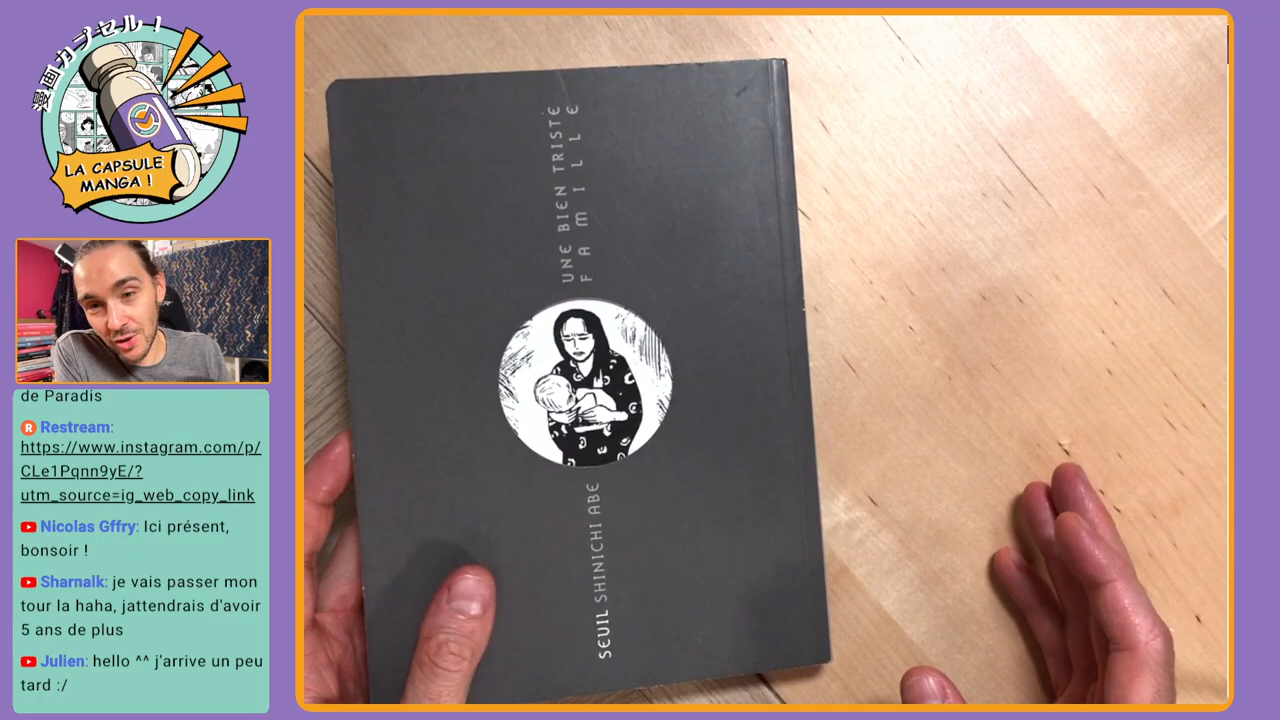 漫画カプセル！
LA CAPSULE
MANGA !
de Paradis
Restream:
https://www.instagram.com/p/
CLe1Pqnn9yE/?
utm_source=ig_web_copy_link
Nicolas Gffry: Ici présent,
bonsoir !
Sharnalk: je vais passer mon
tour la haha, jattendrais d'avoir
5 ans de plus
Julien: hello ^^ j'arrive un peu
tard :/
UNE BIEN TRISTE
FAMILLE
SEUIL SHINICHI ABE